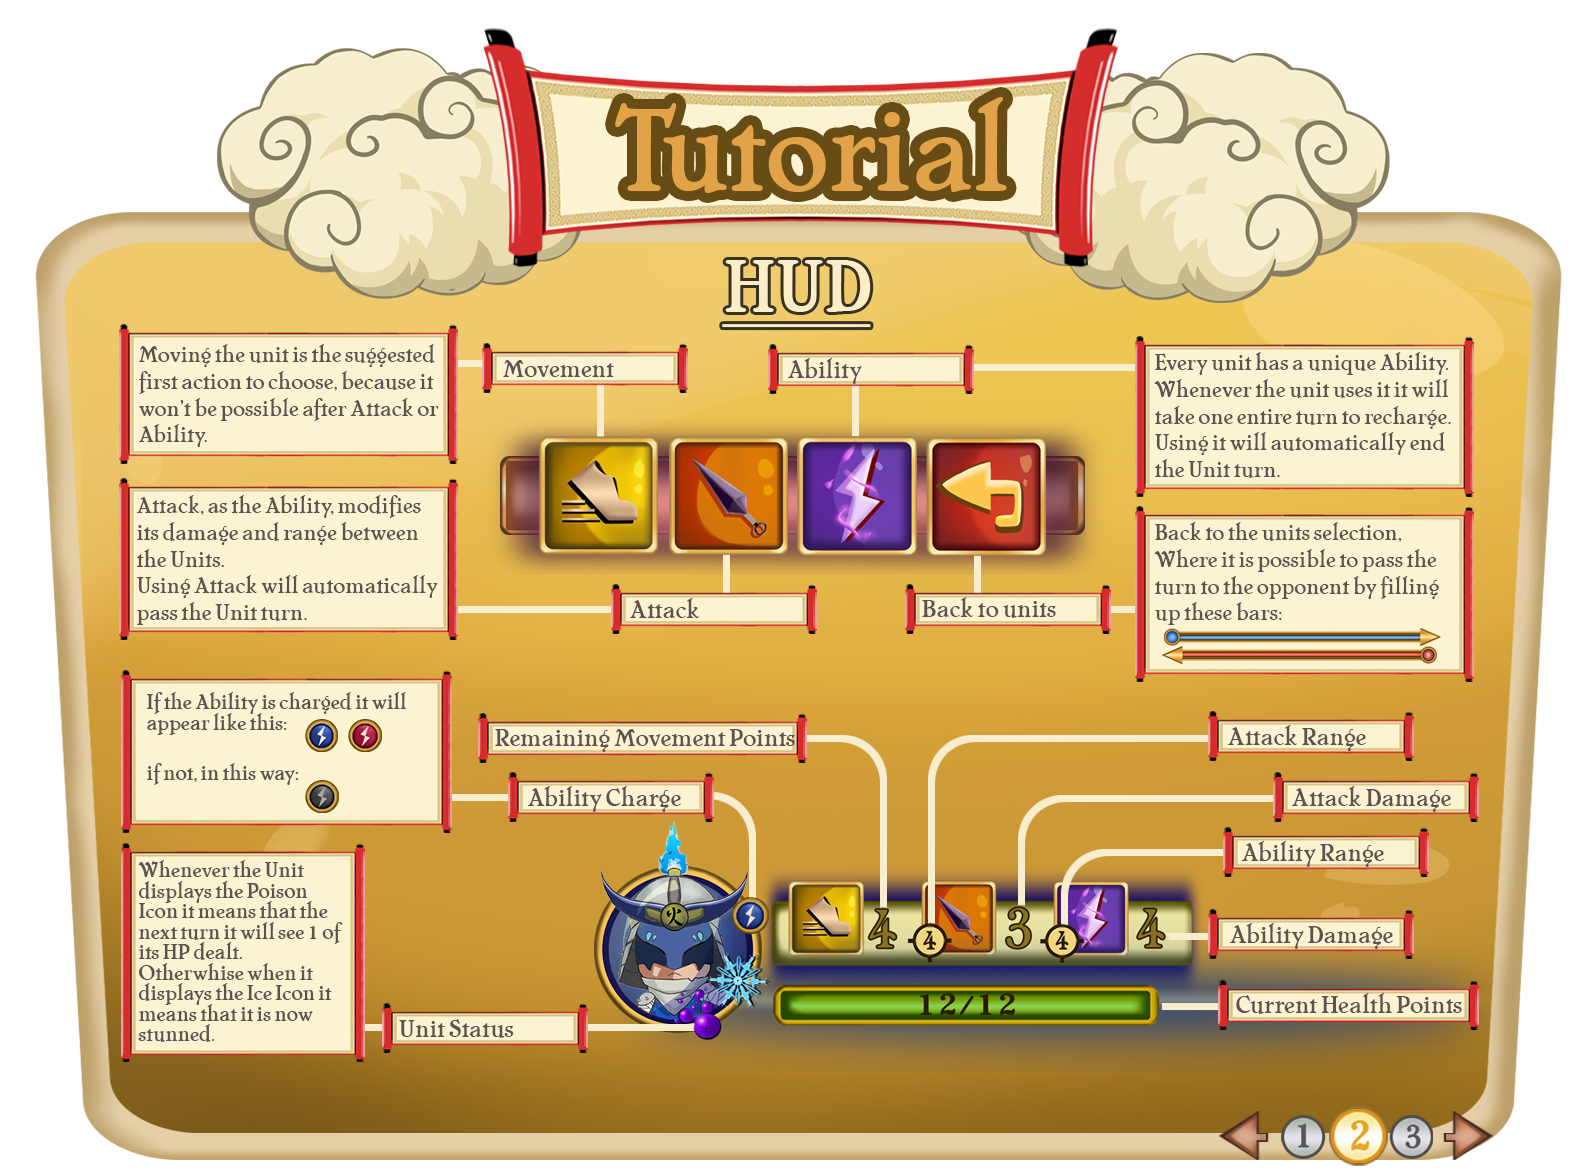 Tutorial
HUD
Moving the unit is the suggested
first action to choose, because it
won't be possible after Attack or
Ability.
Movement
Ability
Every unit has a unique Ability.
Whenever the unit uses it it will
take one entire turn to recharge.
Using it will automatically end
the Unit turn.
Attack, as the Ability, modifies
its damage and range between
the Units.
Using Attack will automatically
pass the Unit turn.
Attack
Back to units
Back to the units selection,
Where it is possible to pass the
turn to the opponent by filling
up these bars:
If the Ability is charged it will
appear like this:
if not, in this way:
Remaining Movement Points
Ability Charge
Attack Range
Attack Damage
Ability Range
Ability Damage
Current Health Points
火
4
4
3
4
4
12/12
Whenever the Unit
displays the Poison
Icon it means that the
next turn it will see 1 of
its HP dealt.
Otherwhise when it
displays the Ice Icon it
means that it is now
stunned.
Unit Status
1
2
3